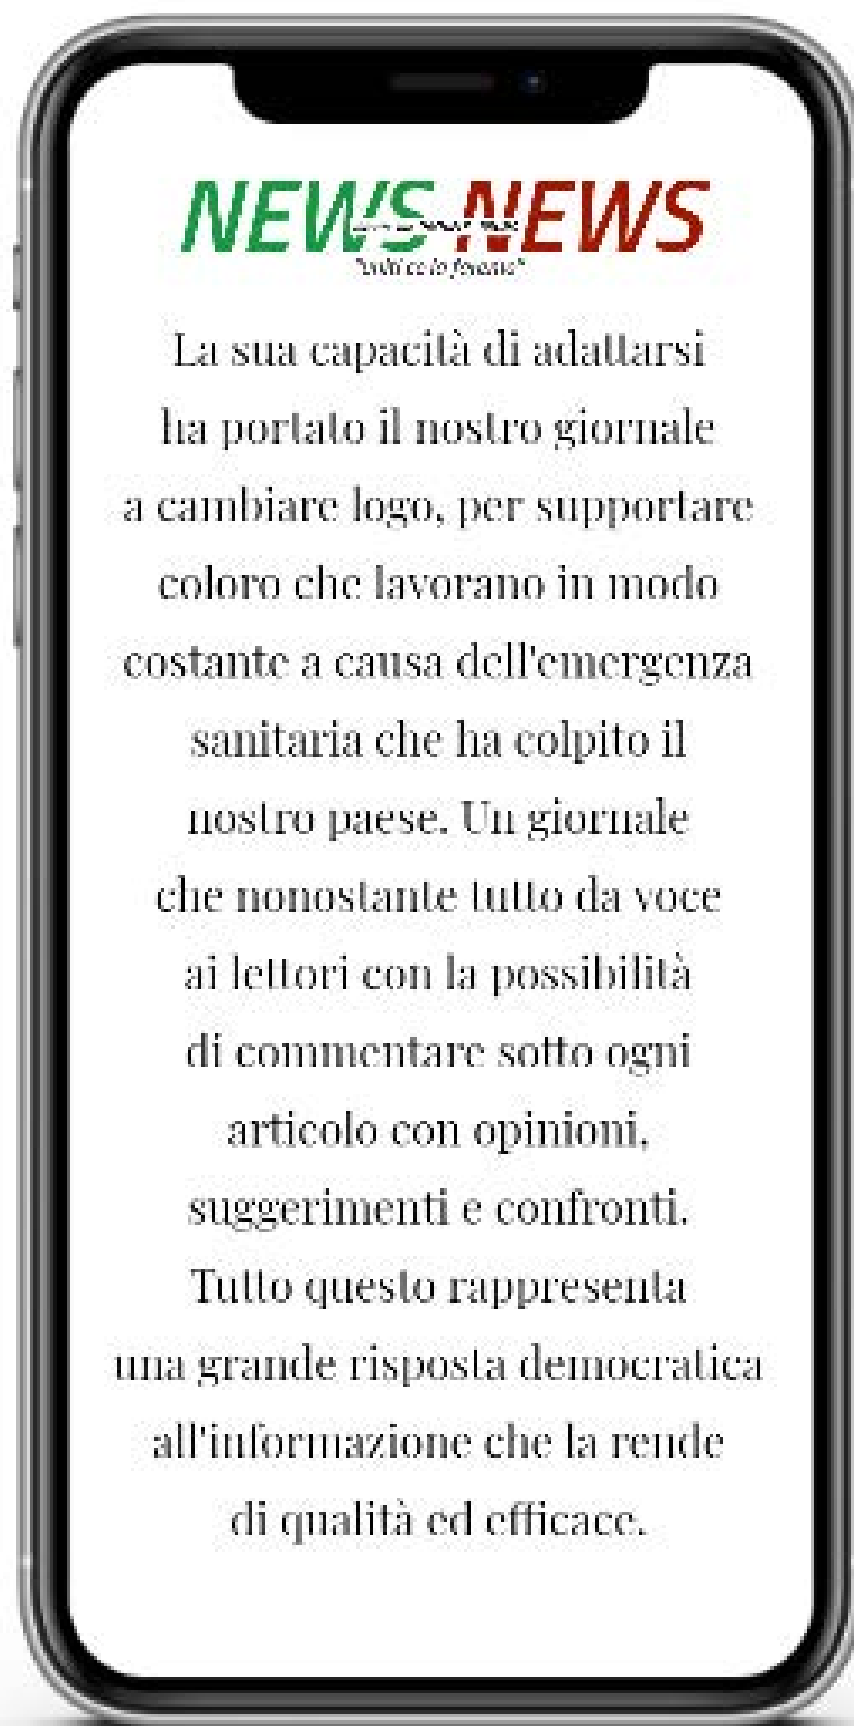 NEWS-NEWS
La sua capacità di adattarsi
ha portato il nostro giornale
a cambiare logo, per supportare
coloro che lavorano in modo
costante a causa dell'emergenza
sanitaria che ha colpito il
nostro paese. Un giornale
che nonostante tutto da voce
ai lettori con la possibilità
di commentare sotto ogni
articolo con opinioni,
suggerimenti e confronti.
Tutto questo rappresenta
una grande risposta democratica
all'informazione che la rende
di qualità ed efficace.